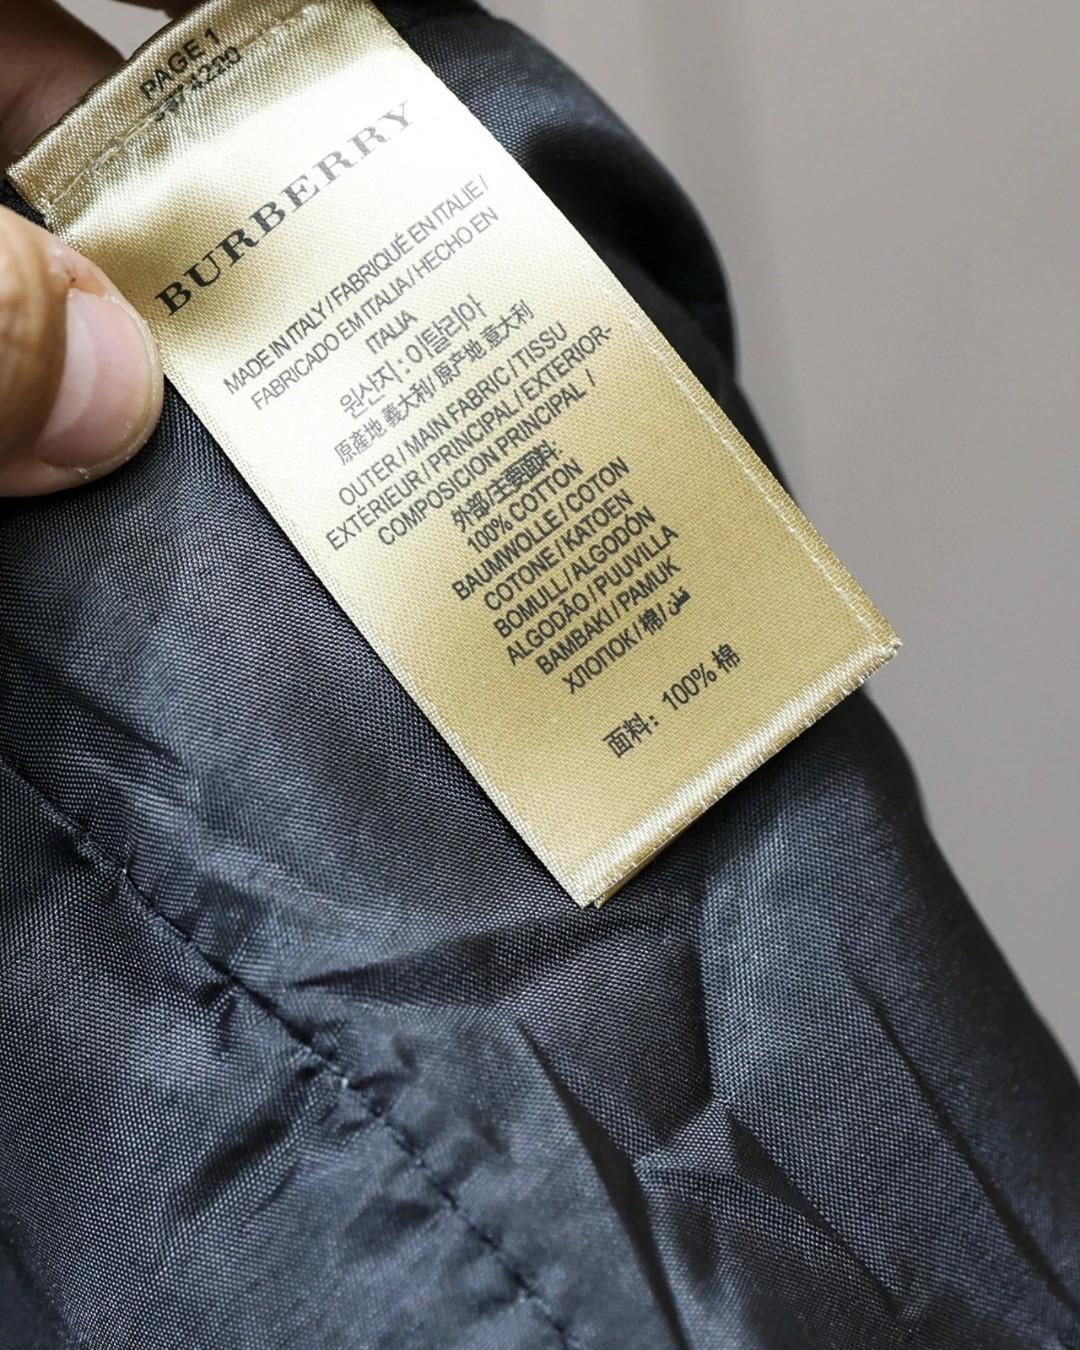 PAGE 1
BURBERRY
MADE IN ITALY / FABRIQUÉ EN ITALIE /
FABRICADO EM ITALIA / HECHO EN
ITALIA
원산지 : 이탈리아
原產地 義大利/ 原产地 意大利
OUTER / MAIN FABRIC / TISSU
EXTÉRIEUR / PRINCIPAL / EXTERIOR-
COMPOSICION PRINCIPAL /
外部/主要面料:
100% COTTON
BAUMWOLLE / COTON
COTONE / KATOEN
BOMULL / ALGODÓN
ALGODÃO / PUUVILLA
BAMBAKI / PAMUK
ХЛОПОК / 棉/ قطن
面料: 100% 棉